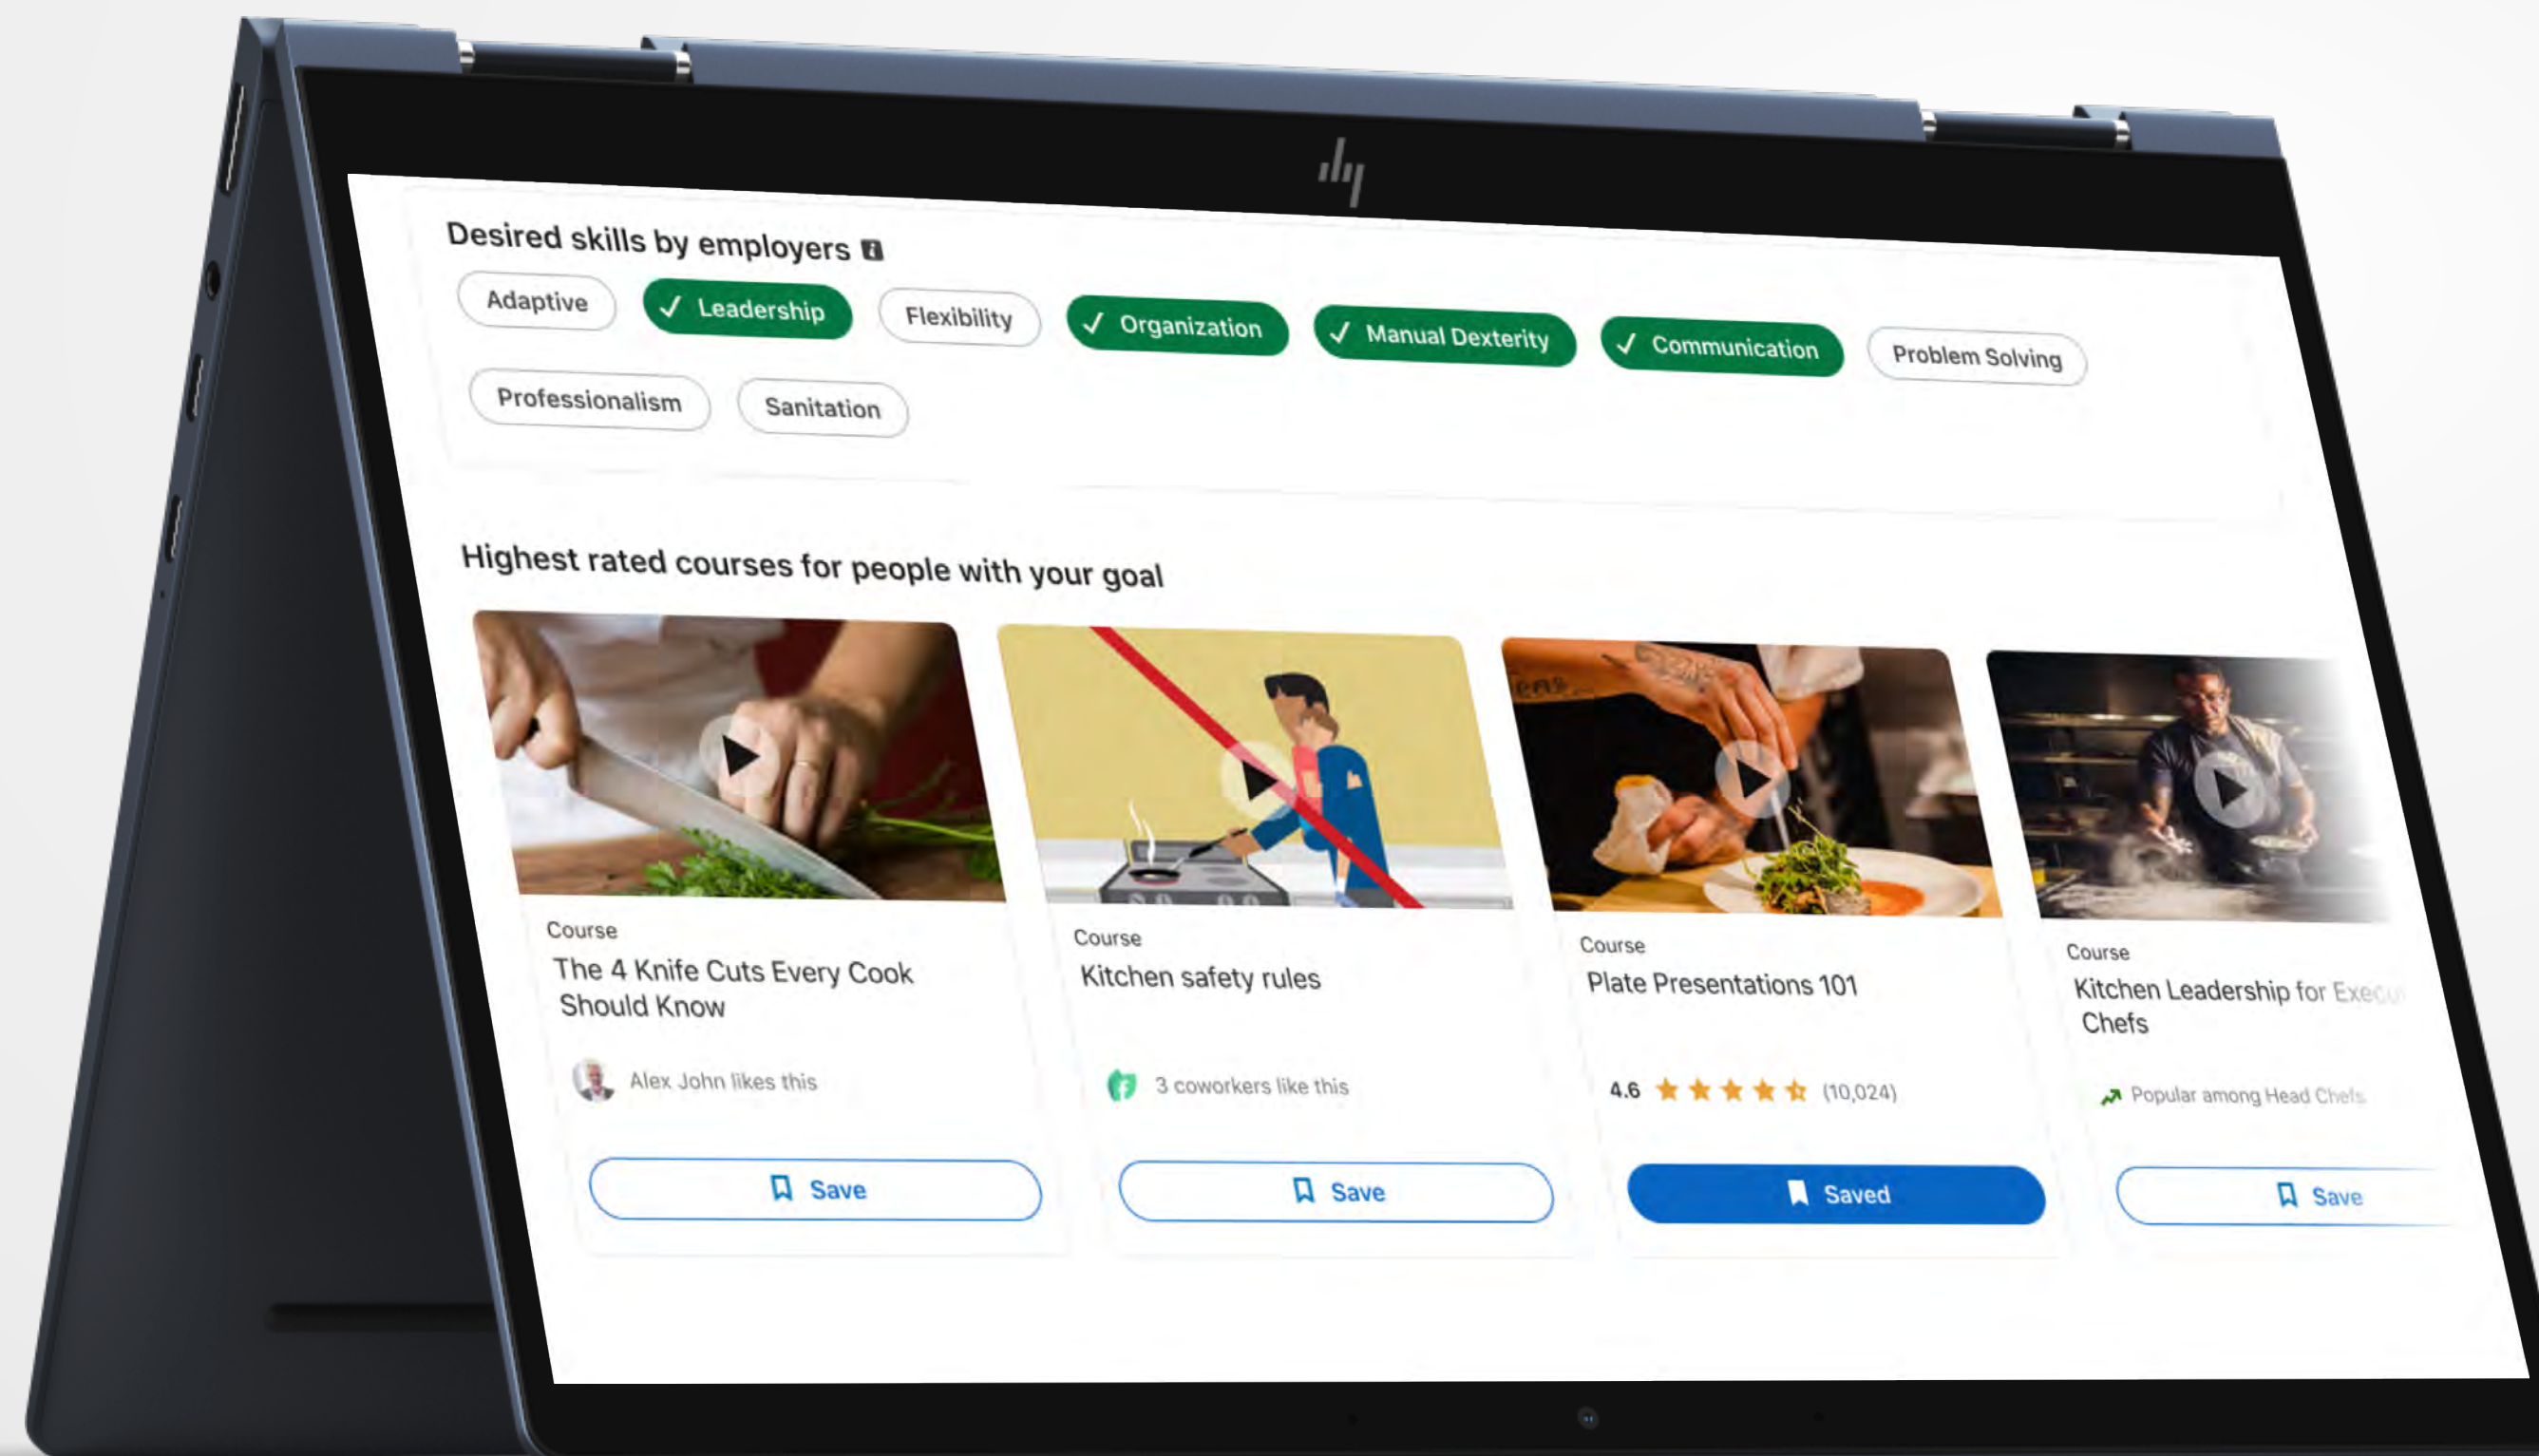 Desired skills by employers
Adaptive
Leadership
Flexibility
Organization
Manual Dexterity
Communication
Problem Solving
Professionalism
Sanitation
Highest rated courses for people with your goal
Course
The 4 Knife Cuts Every Cook
Should Know
Alex John likes this
Save
Course
Kitchen safety rules
3 coworkers like this
Save
Course
Plate Presentations 101
4.6
(10,024)
Saved
Course
Kitchen Leadership for
Chefs
Popular among Head Chefs
Save
hp